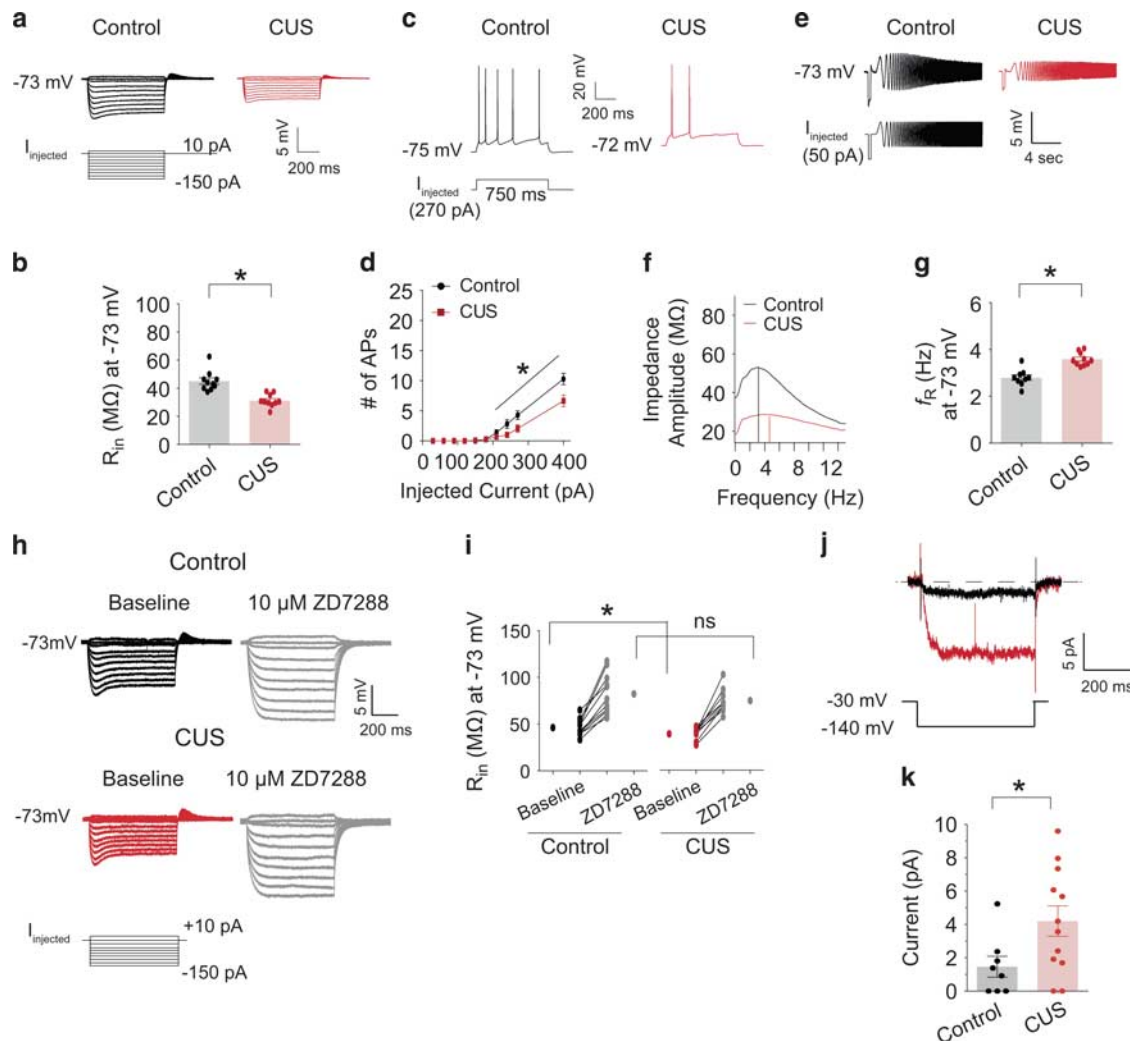 a
Control
CUS
-73 mV
Iinjected
10 pA
-150 pA
5 mV
200 ms
c
Control
CUS
20 mV
200 ms
-75 mV
-72 mV
Iinjected
(270 pA)
750 ms
e
Control
CUS
-73 mV
Iinjected
(50 pA)
5 mV
4 sec
b
*
Rin (MΩ) at -73 mV
100
80
60
40
20
0
Control
CUS
d
Control
CUS
# of APs
25
20
15
10
5
0
*
0
100
200
300
400
Injected Current (pA)
f
Control
CUS
Impedance
Amplitude (MΩ)
80
60
40
20
0
4
8
12
Frequency (Hz)
g
*
fR (Hz)
at -73 mV
6
4
2
0
Control
CUS
h
Control
Baseline
10 µM ZD7288
-73mV
5 mV
200 ms
CUS
Baseline
10 µM ZD7288
-73mV
Iinjected
+10 pA
-150 pA
i
*
ns
Rin (MΩ) at -73 mV
150
100
50
0
Baseline
ZD7288
Baseline
ZD7288
Control
CUS
j
5 pA
200 ms
-30 mV
-140 mV
k
*
Current (pA)
10
8
6
4
2
0
Control
CUS